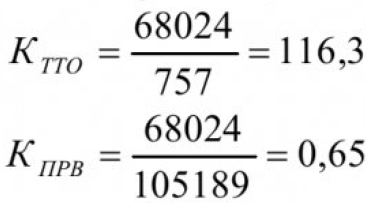 K_ТТО = 68024 / 757 = 116,3
K_ПРВ = 68024 / 105189 = 0,65